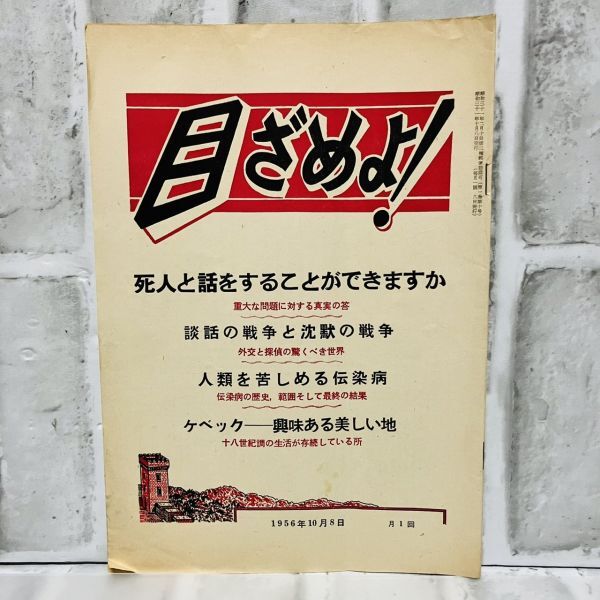 目ざめよ!
死人と話をすることができますか
重大な問題に対する真実の答
談話の戦争と沈黙の戦争
外交と探偵の驚くべき世界
人類を苦しめる伝染病
伝染病の歴史,範囲そして最終の結果
ケベック——興味ある美しい地
十八世紀調の生活が存続している所
1956年10月8日
月1回